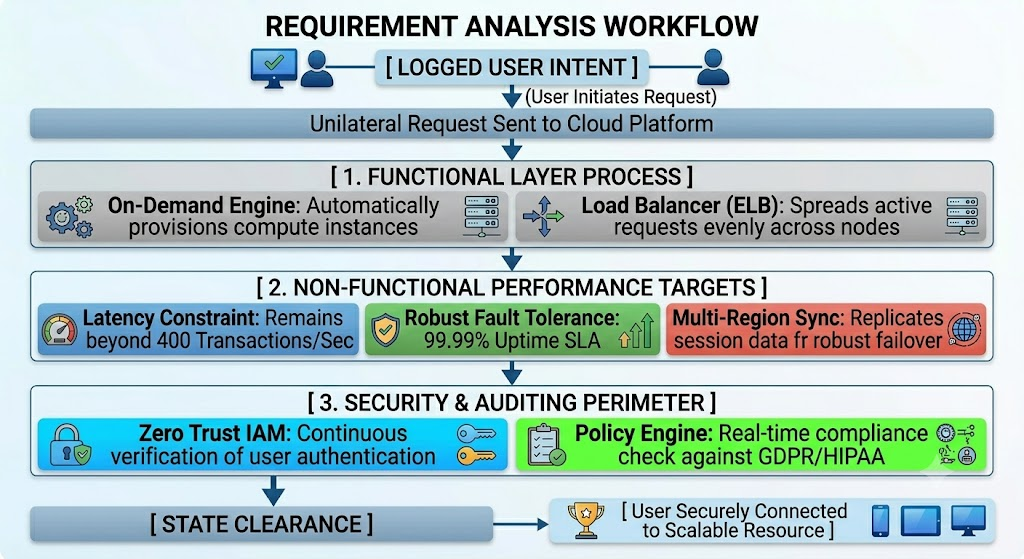 REQUIREMENT ANALYSIS WORKFLOW
[ LOGGED USER INTENT ]
(User Initiates Request)
Unilateral Request Sent to Cloud Platform
[ 1. FUNCTIONAL LAYER PROCESS ]
On-Demand Engine: Automatically
provisions compute instances
Load Balancer (ELB): Spreads active
requests evenly across nodes
[ 2. NON-FUNCTIONAL PERFORMANCE TARGETS ]
Latency Constraint: Remains
beyond 400 Transactions/Sec
Robust Fault Tolerance:
99.99% Uptime SLA
Multi-Region Sync: Replicates
session data fr robust failover
[ 3. SECURITY & AUDITING PERIMETER ]
Zero Trust IAM: Continuous
verification of user authentication
Policy Engine: Real-time compliance
check against GDPR/HIPAA
[ STATE CLEARANCE ]
[ User Securely Connected
to Scalable Resource ]